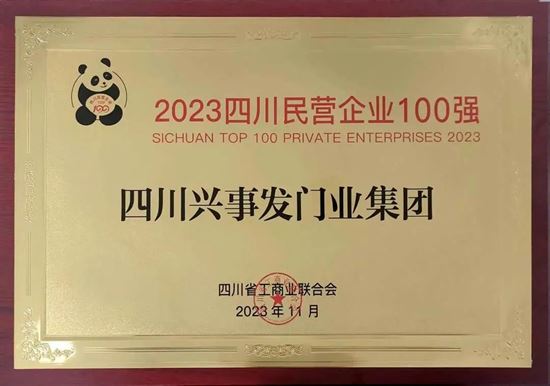 2023四川民营企业100强
SICHUAN TOP 100 PRIVATE ENTERPRISES 2023
四川兴事发门业集团
四川省工商业联合会
2023年11月